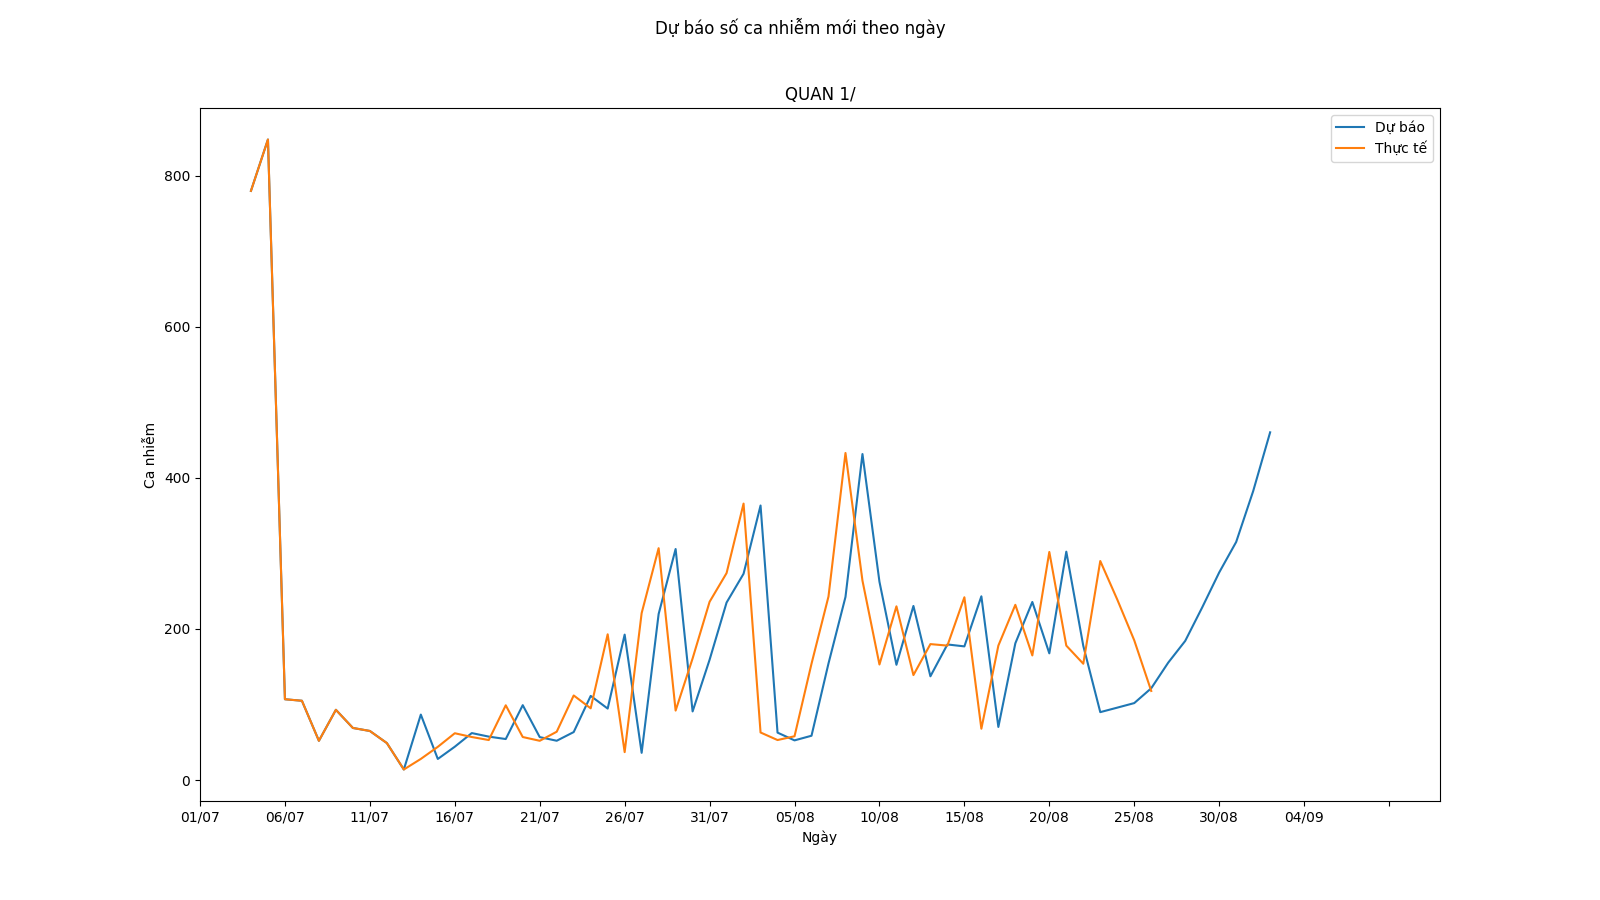 Dự báo số ca nhiễm mới theo ngày
QUAN 1/
Dự báo
Thực tế
800
600
400
200
0
Ca nhiễm
01/07 06/07 11/07 16/07 21/07 26/07 31/07 05/08 10/08 15/08 20/08 25/08 30/08 04/09
Ngày